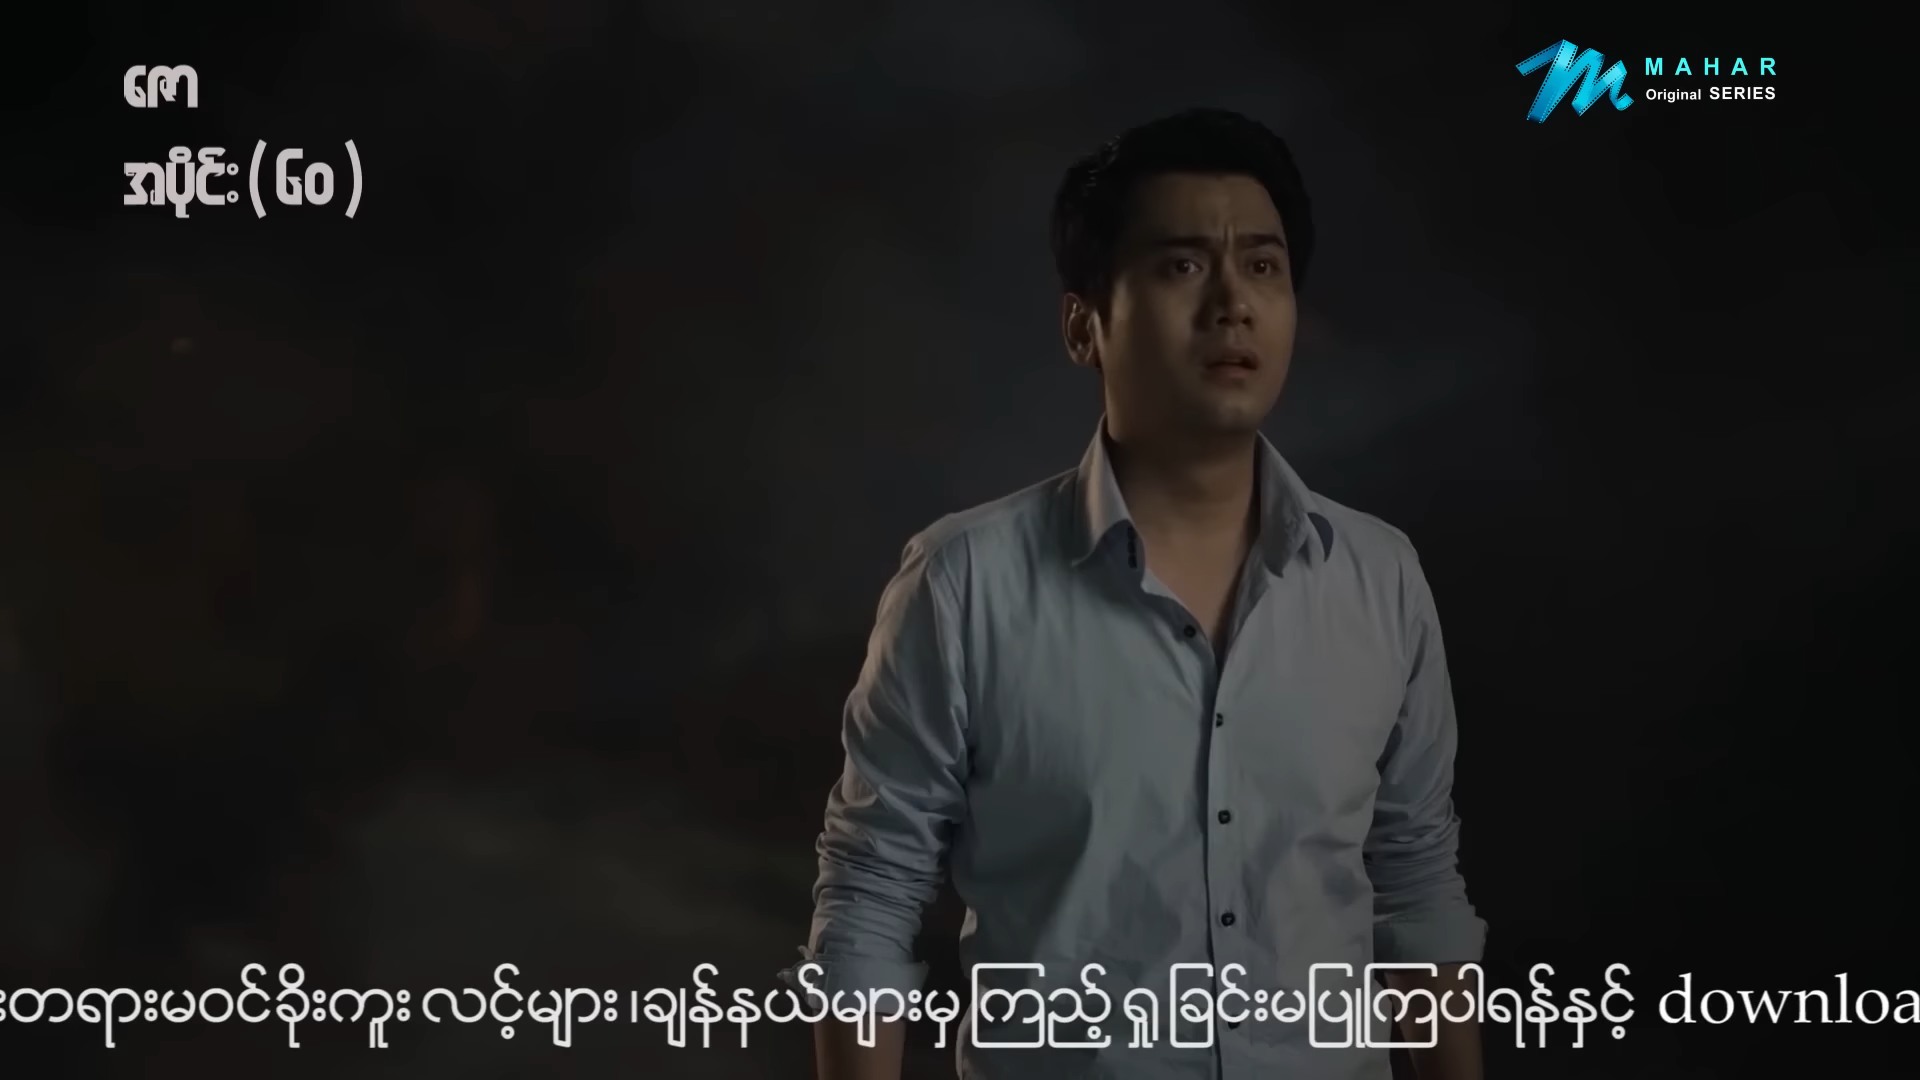 ဇာ
အပိုင်း ( ၆၀ )
MAHAR
Original SERIES
းတရားမဝင်ခိုးကူး လင့်များ ၊ချန်နယ်များမှ ကြည့် ရှု ခြင်းမပြုကြပါရန်နှင့် downloa